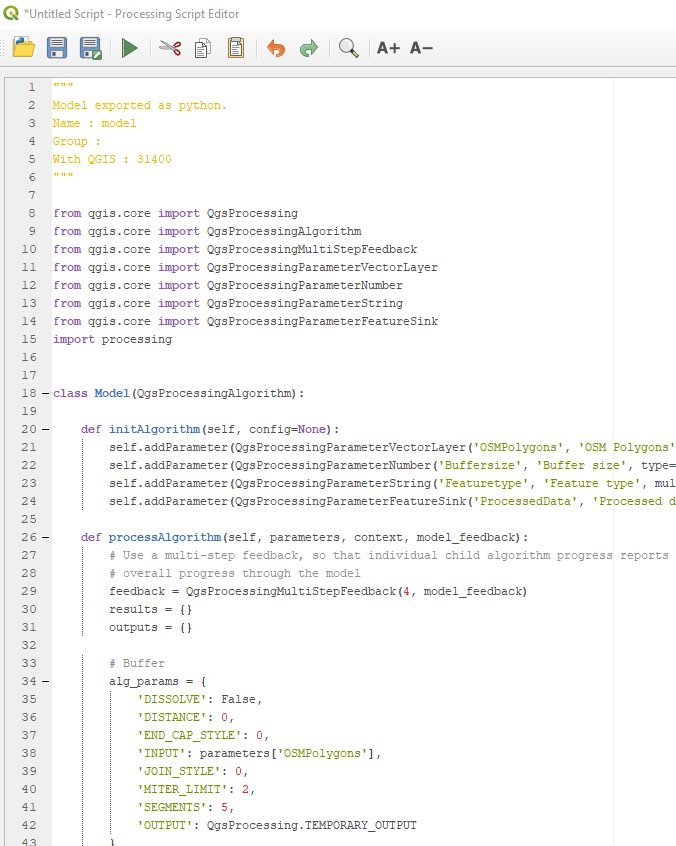 *Untitled Script - Processing Script Editor
A+ A−
1 """
2 Model exported as python.
3 Name : model
4 Group :
5 With QGIS : 31400
6 """
7
8 from qgis.core import QgsProcessing
9 from qgis.core import QgsProcessingAlgorithm
10 from qgis.core import QgsProcessingMultiStepFeedback
11 from qgis.core import QgsProcessingParameterVectorLayer
12 from qgis.core import QgsProcessingParameterNumber
13 from qgis.core import QgsProcessingParameterString
14 from qgis.core import QgsProcessingParameterFeatureSink
15 import processing
16
17
18 class Model(QgsProcessingAlgorithm):
19
20     def initAlgorithm(self, config=None):
21         self.addParameter(QgsProcessingParameterVectorLayer('OSMPolygons', 'OSM Polygons'
22         self.addParameter(QgsProcessingParameterNumber('Buffersize', 'Buffer size', type=
23         self.addParameter(QgsProcessingParameterString('Featuretype', 'Feature type', mul
24         self.addParameter(QgsProcessingParameterFeatureSink('ProcessedData', 'Processed d
25
26     def processAlgorithm(self, parameters, context, model_feedback):
27         # Use a multi-step feedback, so that individual child algorithm progress reports
28         # overall progress through the model
29         feedback = QgsProcessingMultiStepFeedback(4, model_feedback)
30         results = {}
31         outputs = {}
32
33         # Buffer
34         alg_params = {
35             'DISSOLVE': False,
36             'DISTANCE': 0,
37             'END_CAP_STYLE': 0,
38             'INPUT': parameters['OSMPolygons'],
39             'JOIN_STYLE': 0,
40             'MITER_LIMIT': 2,
41             'SEGMENTS': 5,
42             'OUTPUT': QgsProcessing.TEMPORARY_OUTPUT
43         }